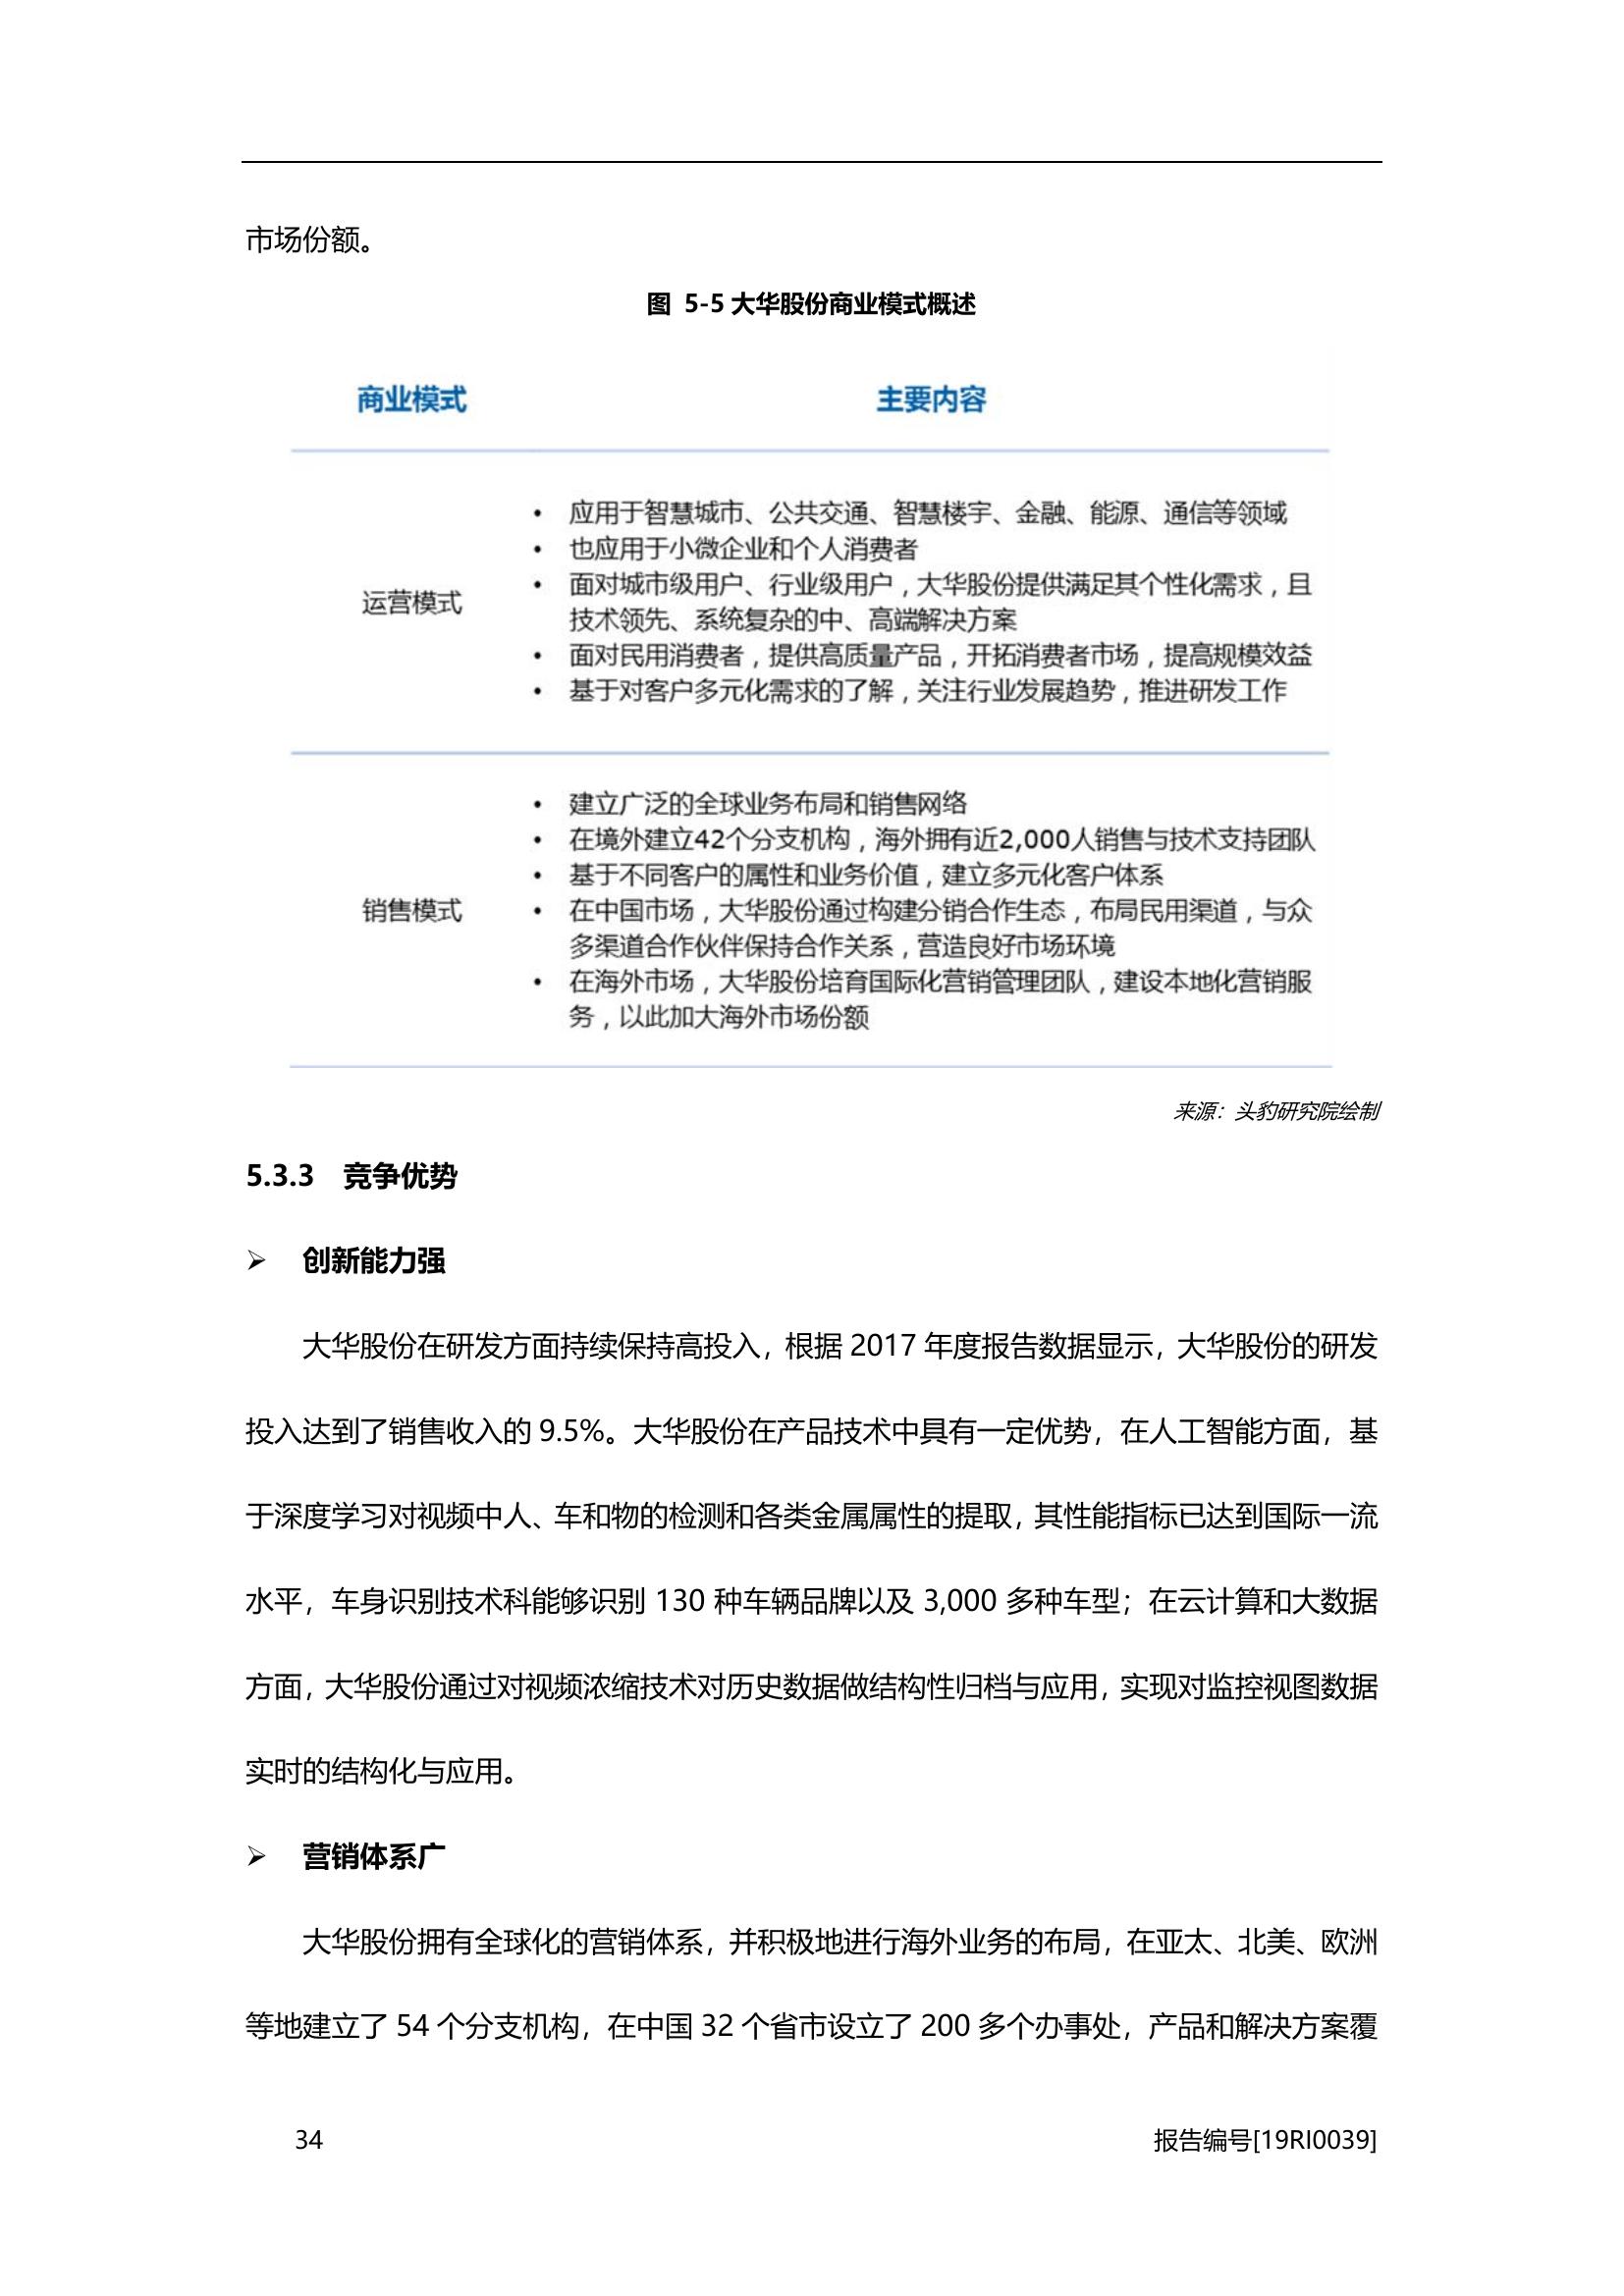 市场份额。
图 5-5 大华股份商业模式概述
商业模式
主要内容
运营模式
• 应用于智慧城市、公共交通、智慧楼宇、金融、能源、通信等领域
• 也应用于小微企业和个人消费者
• 面对城市级用户、行业级用户，大华股份提供满足其个性化需求，且
技术领先、系统复杂的中、高端解决方案
• 面对民用消费者，提供高质量产品，开拓消费者市场，提高规模效益
• 基于对客户多元化需求的了解，关注行业发展趋势，推进研发工作
销售模式
• 建立广泛的全球业务布局和销售网络
• 在境外建立42个分支机构，海外拥有近2,000人销售与技术支持团队
• 基于不同客户的属性和业务价值，建立多元化客户体系
• 在中国市场，大华股份通过构建分销合作生态，布局民用渠道，与众
多渠道合作伙伴保持合作关系，营造良好市场环境
• 在海外市场，大华股份培育国际化营销管理团队，建设本地化营销服
务，以此加大海外市场份额
来源：头豹研究院绘制
5.3.3 竞争优势
➢ 创新能力强
大华股份在研发方面持续保持高投入，根据 2017 年度报告数据显示，大华股份的研发
投入达到了销售收入的 9.5%。大华股份在产品技术中具有一定优势，在人工智能方面，基
于深度学习对视频中人、车和物的检测和各类金属属性的提取，其性能指标已达到国际一流
水平，车身识别技术科能够识别 130 种车辆品牌以及 3,000 多种车型；在云计算和大数据
方面，大华股份通过对视频浓缩技术对历史数据做结构性归档与应用，实现对监控视图数据
实时的结构化与应用。
➢ 营销体系广
大华股份拥有全球化的营销体系，并积极地进行海外业务的布局，在亚太、北美、欧洲
等地建立了 54 个分支机构，在中国 32 个省市设立了 200 多个办事处，产品和解决方案覆
34
报告编号[19RI0039]